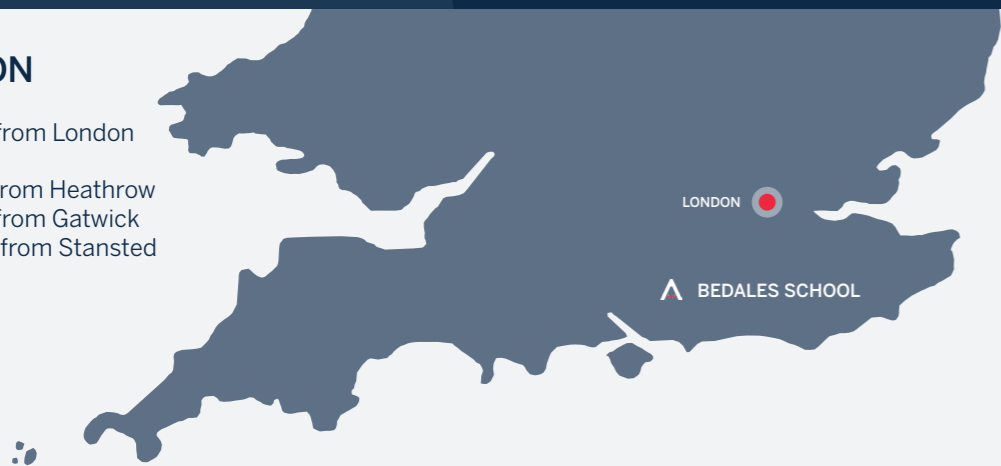 ON
from London
from Heathrow
from Gatwick
from Stansted
LONDON
BEDALES SCHOOL